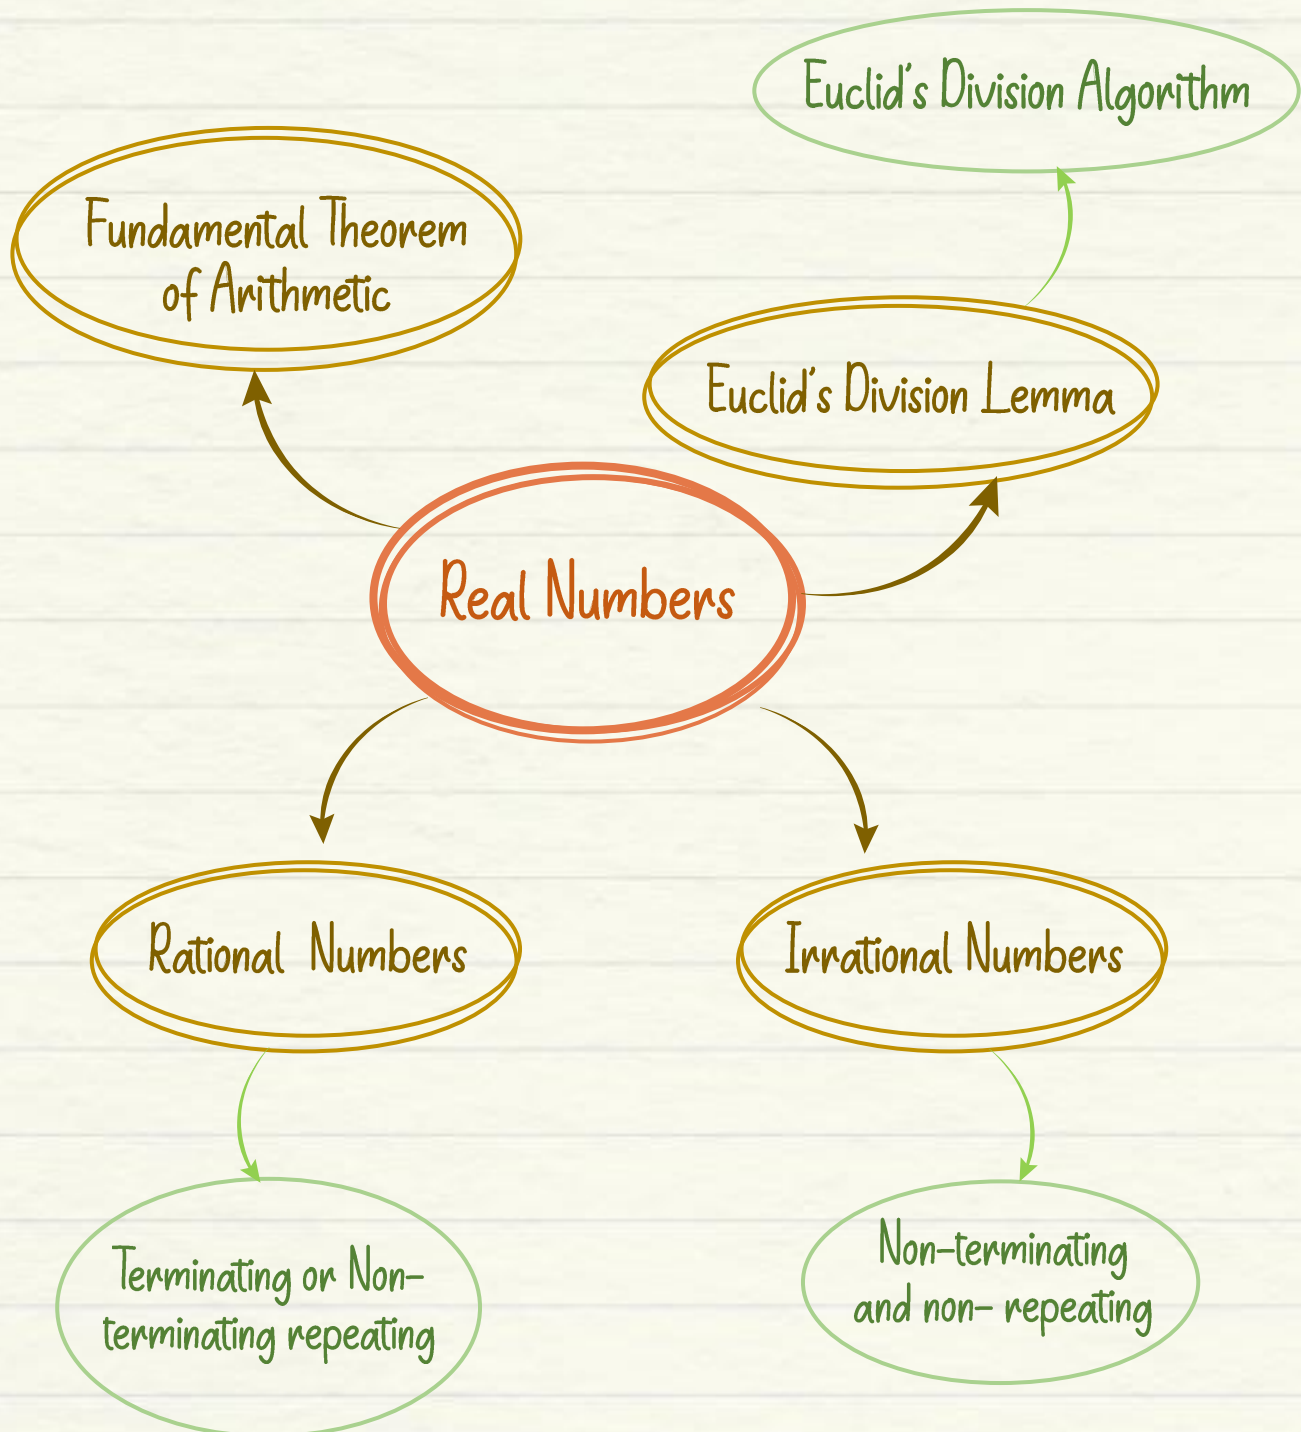 Euclid's Division Algorithm
Fundamental Theorem
of Arithmetic
Euclid's Division Lemma
Real Numbers
Rational Numbers
Irrational Numbers
Terminating or Non-
terminating repeating
Non-terminating
and non- repeating